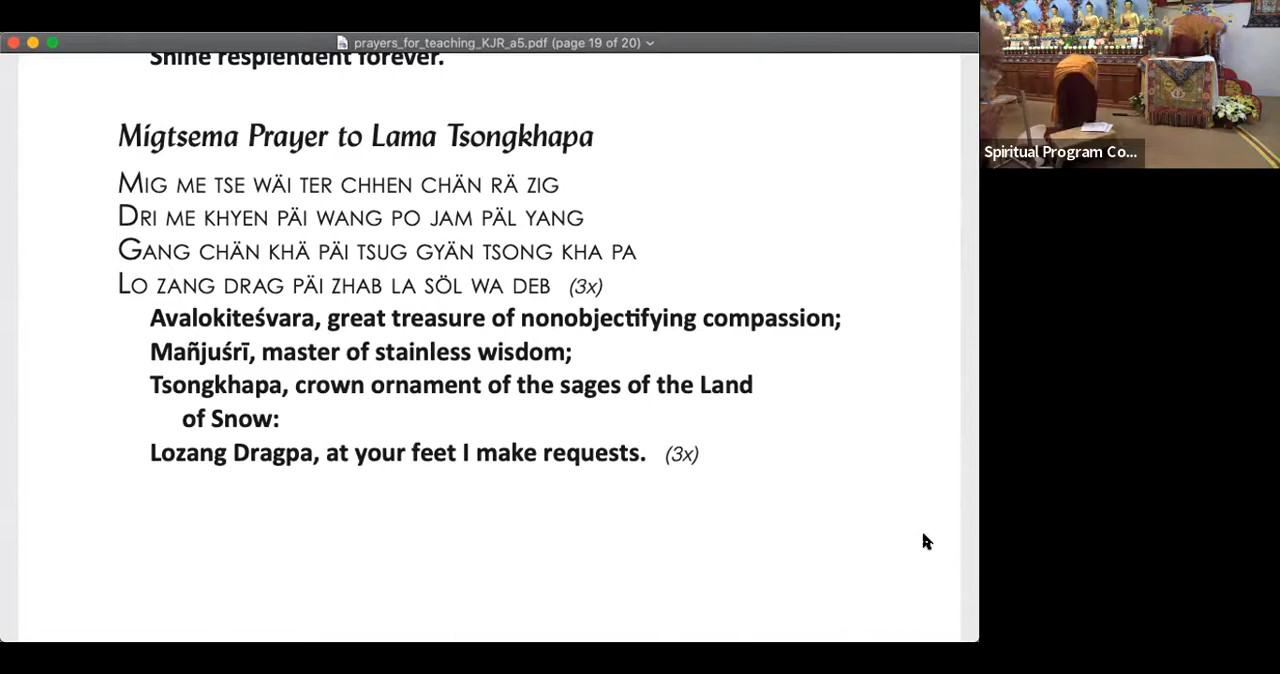 prayers_for_teaching_KJR_a5.pdf (page 19 of 20)
Shine resplendent forever.
Migtsema Prayer to Lama Tsongkhapa
MIG ME TSE WÄI TER CHHEN CHÄN RÄ ZIG
DRI ME KHYEN PÄI WANG PO JAM PÄL YANG
GANG CHÄN KHÄ PÄI TSUG GYÄN TSONG KHA PA
LO ZANG DRAG PÄI ZHAB LA SÖL WA DEB (3x)
Avalokiteśvara, great treasure of nonobjectifying compassion;
Mañjuśrī, master of stainless wisdom;
Tsongkhapa, crown ornament of the sages of the Land
of Snow:
Lozang Dragpa, at your feet I make requests. (3x)
Spiritual Program Co...